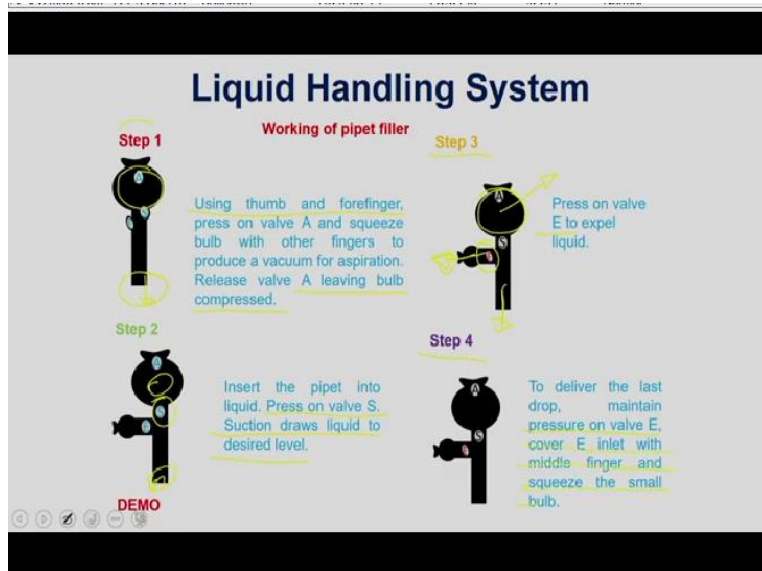 Liquid Handling System
Working of pipet filler
Step 1
A
Using thumb and forefinger,
press on valve A and squeeze
bulb with other fingers to
produce a vacuum for aspiration.
Release valve A leaving bulb
compressed.
Step 2
A
S
Insert the pipet into
liquid. Press on valve S.
Suction draws liquid to
desired level.
DEMO
Step 3
A
S
Press on valve
E to expel
liquid.
Step 4
A
S
To deliver the last
drop, maintain
pressure on valve E,
cover E inlet with
middle finger and
squeeze the small
bulb.